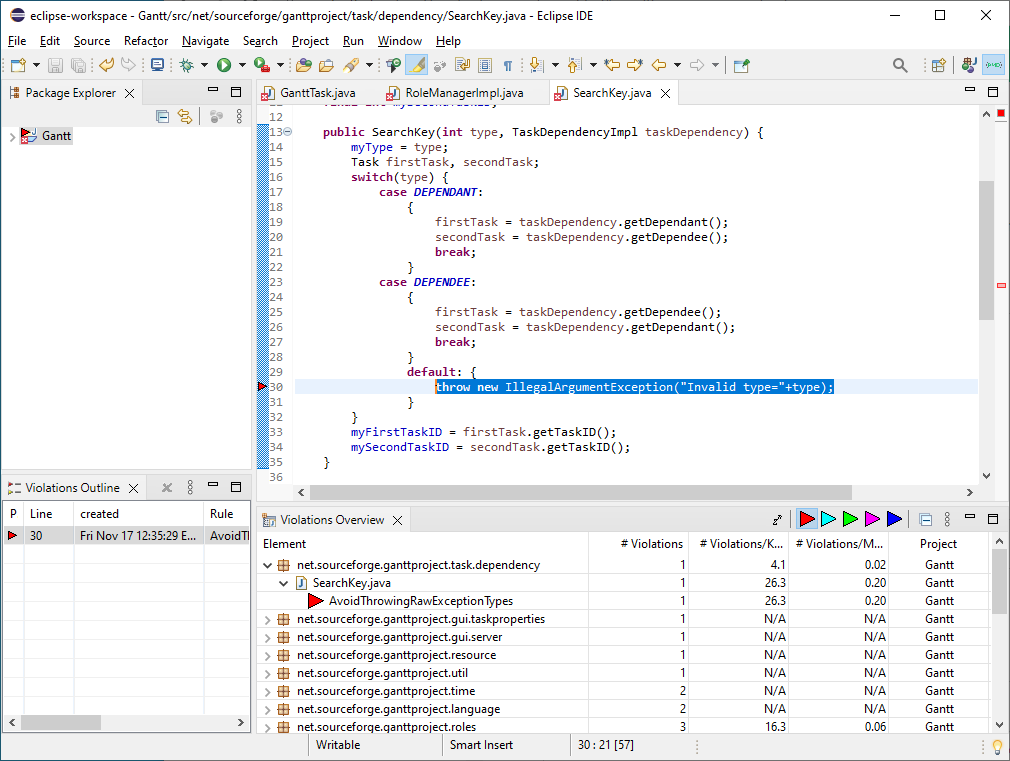 eclipse-workspace - Gantt/src/net/sourceforge/ganttproject/task/dependency/SearchKey.java - Eclipse IDE
File Edit Source Refactor Navigate Search Project Run Window Help
Package Explorer
Gantt
GanttTask.java RoleManagerImpl.java SearchKey.java
12
13 public SearchKey(int type, TaskDependencyImpl taskDependency) {
14 myType = type;
15 Task firstTask, secondTask;
16 switch(type) {
17 case DEPENDANT:
18 {
19 firstTask = taskDependency.getDependant();
20 secondTask = taskDependency.getDependee();
21 break;
22 }
23 case DEPENDEE:
24 {
25 firstTask = taskDependency.getDependee();
26 secondTask = taskDependency.getDependant();
27 break;
28 }
29 default: {
30 throw new IllegalArgumentException("Invalid type="+type);
31 }
32 }
33 myFirstTaskID = firstTask.getTaskID();
34 mySecondTaskID = secondTask.getTaskID();
35 }
36
Violations Outline
P Line created Rule
30 Fri Nov 17 12:35:29 E... AvoidTl
Violations Overview
Element # Violations # Violations/K... # Violations/M... Project
net.sourceforge.ganttproject.task.dependency 1 4.1 0.02 Gantt
SearchKey.java 1 26.3 0.20 Gantt
AvoidThrowingRawExceptionTypes 1 26.3 0.20 Gantt
net.sourceforge.ganttproject.gui.taskproperties 1 N/A N/A Gantt
net.sourceforge.ganttproject.gui.server 1 N/A N/A Gantt
net.sourceforge.ganttproject.resource 1 N/A N/A Gantt
net.sourceforge.ganttproject.util 1 N/A N/A Gantt
net.sourceforge.ganttproject.time 2 N/A N/A Gantt
net.sourceforge.ganttproject.language 2 N/A N/A Gantt
net.sourceforge.ganttproject.roles 3 16.3 0.06 Gantt
Writable Smart Insert 30 : 21 [57]